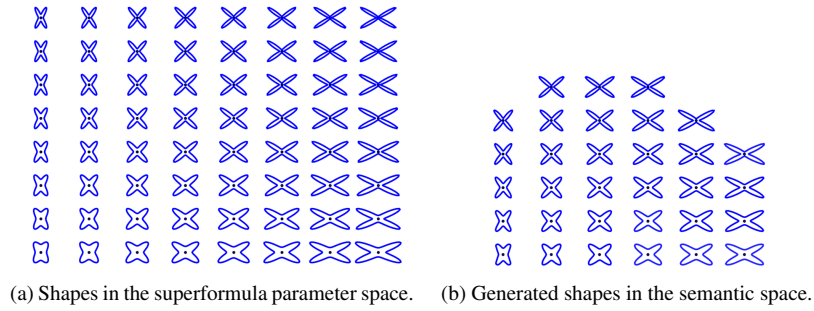 (a) Shapes in the superformula parameter space.
(b) Generated shapes in the semantic space.